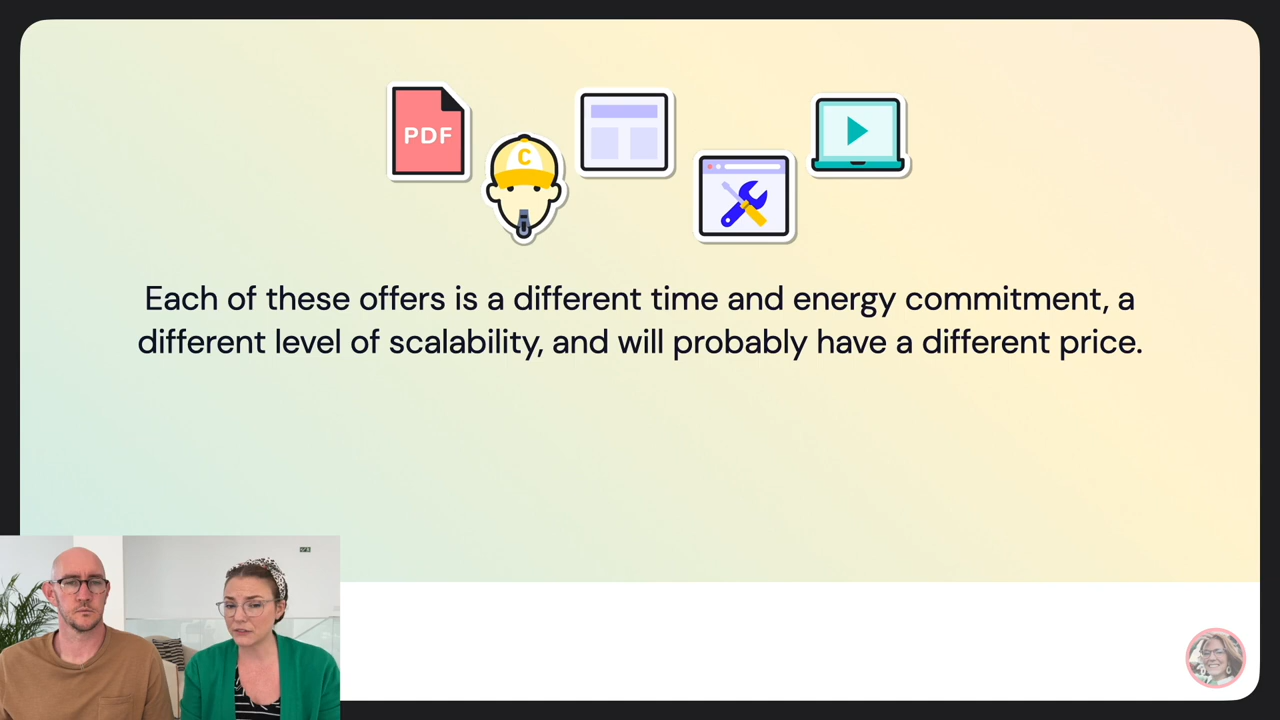 PDF
C
Each of these offers is a different time and energy commitment, a
different level of scalability, and will probably have a different price.